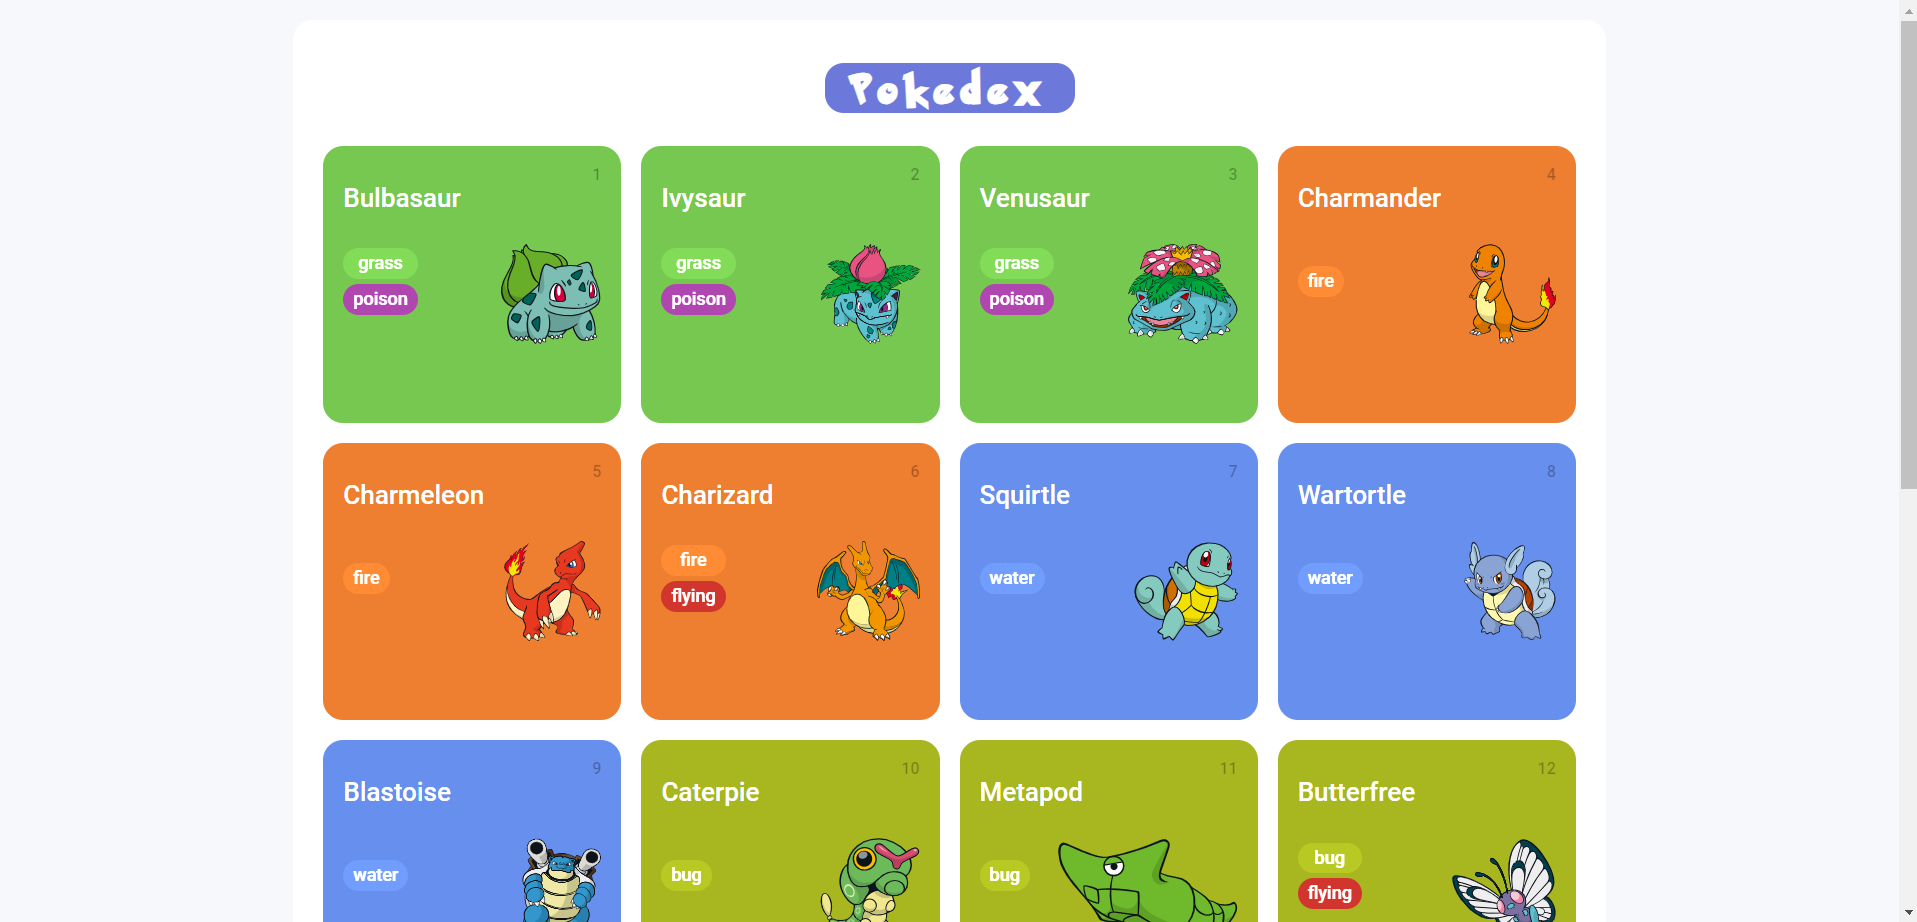 Pokedex
1
Bulbasaur
grass
poison
2
Ivysaur
grass
poison
3
Venusaur
grass
poison
4
Charmander
fire
5
Charmeleon
fire
6
Charizard
fire
flying
7
Squirtle
water
8
Wartortle
water
9
Blastoise
water
10
Caterpie
bug
11
Metapod
bug
12
Butterfree
bug
flying